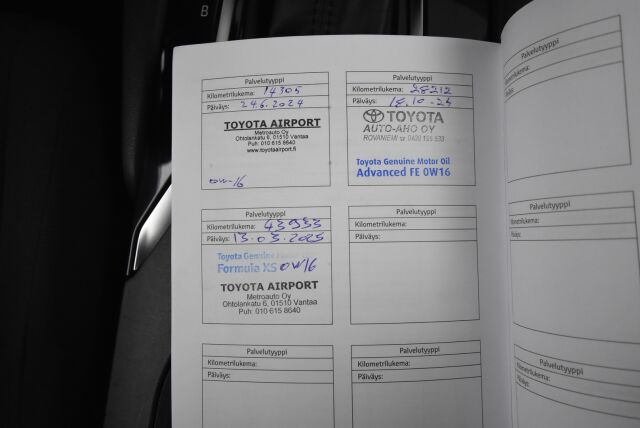 B
Palvelutyyppi
Kilometrilukema: 14305
Päiväys: 24.6.2024
TOYOTA AIRPORT
Metroauto Oy
Ohtolankatu 6, 01510 Vantaa
Puh: 010 615 8640
www.toyotaairport.fi
0W-16
Palvelutyyppi
Kilometrilukema: 28212
Päiväys: 18.10.24
TOYOTA
AUTO-AHO OY
ROVANIEMI
Toyota Genuine Motor Oil
Advanced FE 0W16
Palvelutyyppi
Kilometrilukema:
Palvelutyyppi
Kilometrilukema: 43933
Päiväys: 13.03.2025
Toyota Genuine
Formula XS 0W16
TOYOTA AIRPORT
Metroauto Oy
Ohtolankatu 6, 01510 Vantaa
Puh: 010 615 8640
Palvelutyyppi
Kilometrilukema:
Päiväys:
Palvelutyyppi
Kilometrilukema:
Päiväys:
Palvelutyyppi
Kilometrilukema:
Päiväys:
Palvelutyyppi
Kilometrilukema:
Päiväys:
Palvelutyyppi
Kilometrilukema:
Päiväys: